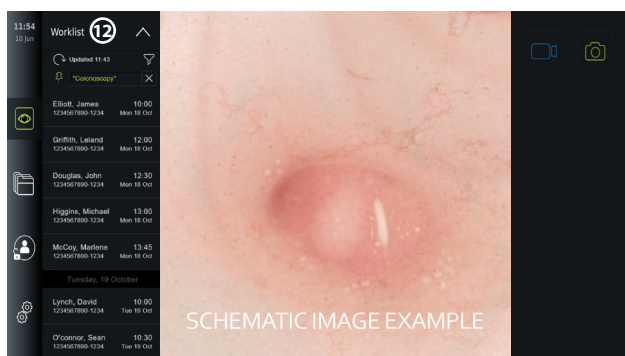 11:54
10 Jun
Worklist 12
Updated 11:43
"Colonoscopy"
Elliott, James 10:00
1234567890-1234 Mon 18 Oct
Griffith, Leland 12:00
1234567890-1234 Mon 18 Oct
Douglas, John 12:30
1234567890-1234 Mon 18 Oct
Higgins, Michael 13:00
1234567890-1234 Mon 18 Oct
McCoy, Marlene 13:45
1234567890-1234 Mon 18 Oct
Tuesday, 19 October
Lynch, David 10:00
1234567890-1234 Tue 19 Oct
O'connor, Sean 10:30
1234567890-1234 Tue 19 Oct
SCHEMATIC IMAGE EXAMPLE